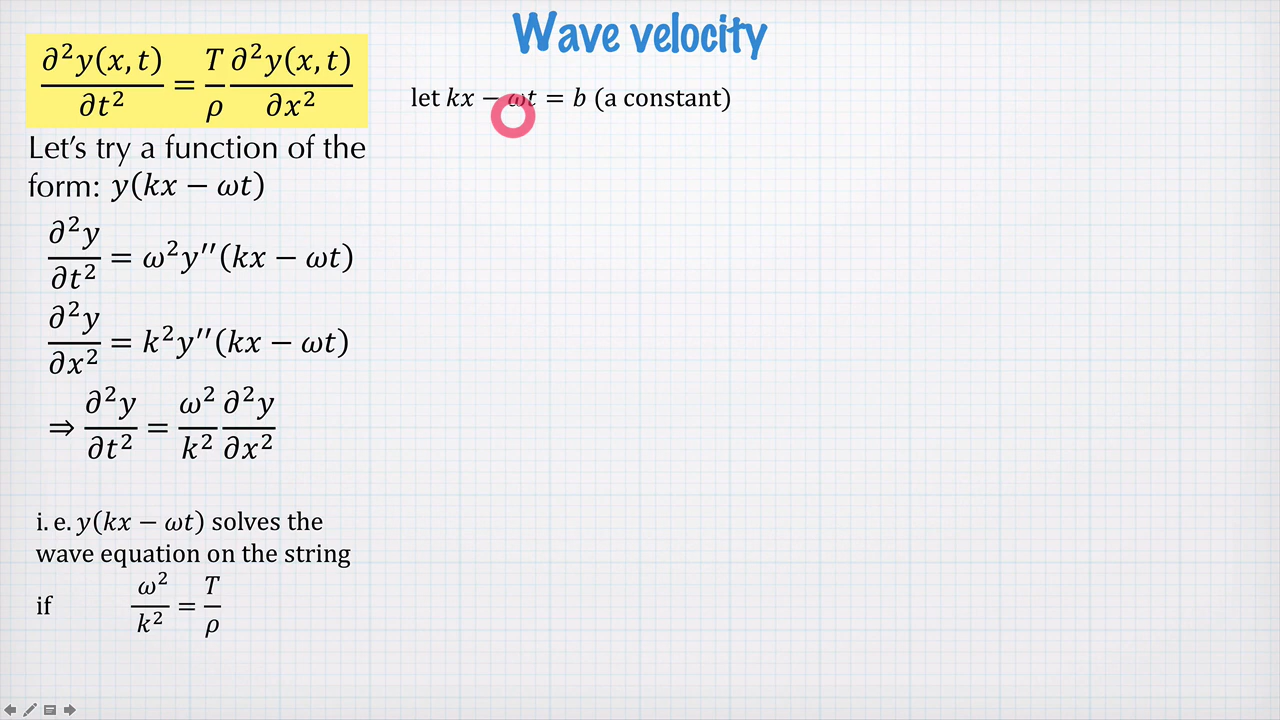 Wave velocity
∂²y(x, t)/∂t² = T/ρ ∂²y(x, t)/∂x²
Let's try a function of the
form: y(kx − ωt)
∂²y/∂t² = ω²y′′(kx − ωt)
∂²y/∂x² = k²y′′(kx − ωt)
⇒ ∂²y/∂t² = ω²/k² ∂²y/∂x²
i. e. y(kx − ωt) solves the
wave equation on the string
if ω²/k² = T/ρ
let kx − ωt = b (a constant)